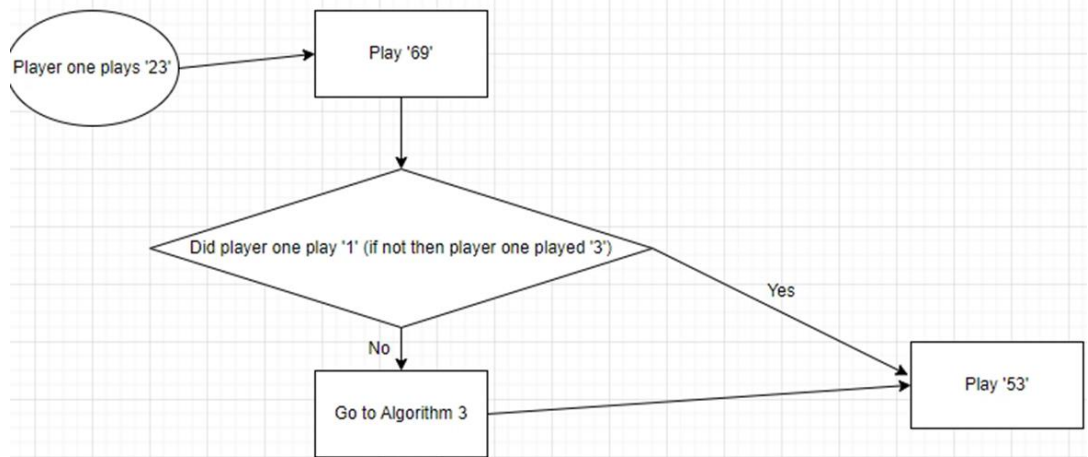 Player one plays '23'
Play '69'
Did player one play '1' (if not then player one played '3')
Yes
No
Play '53'
Go to Algorithm 3